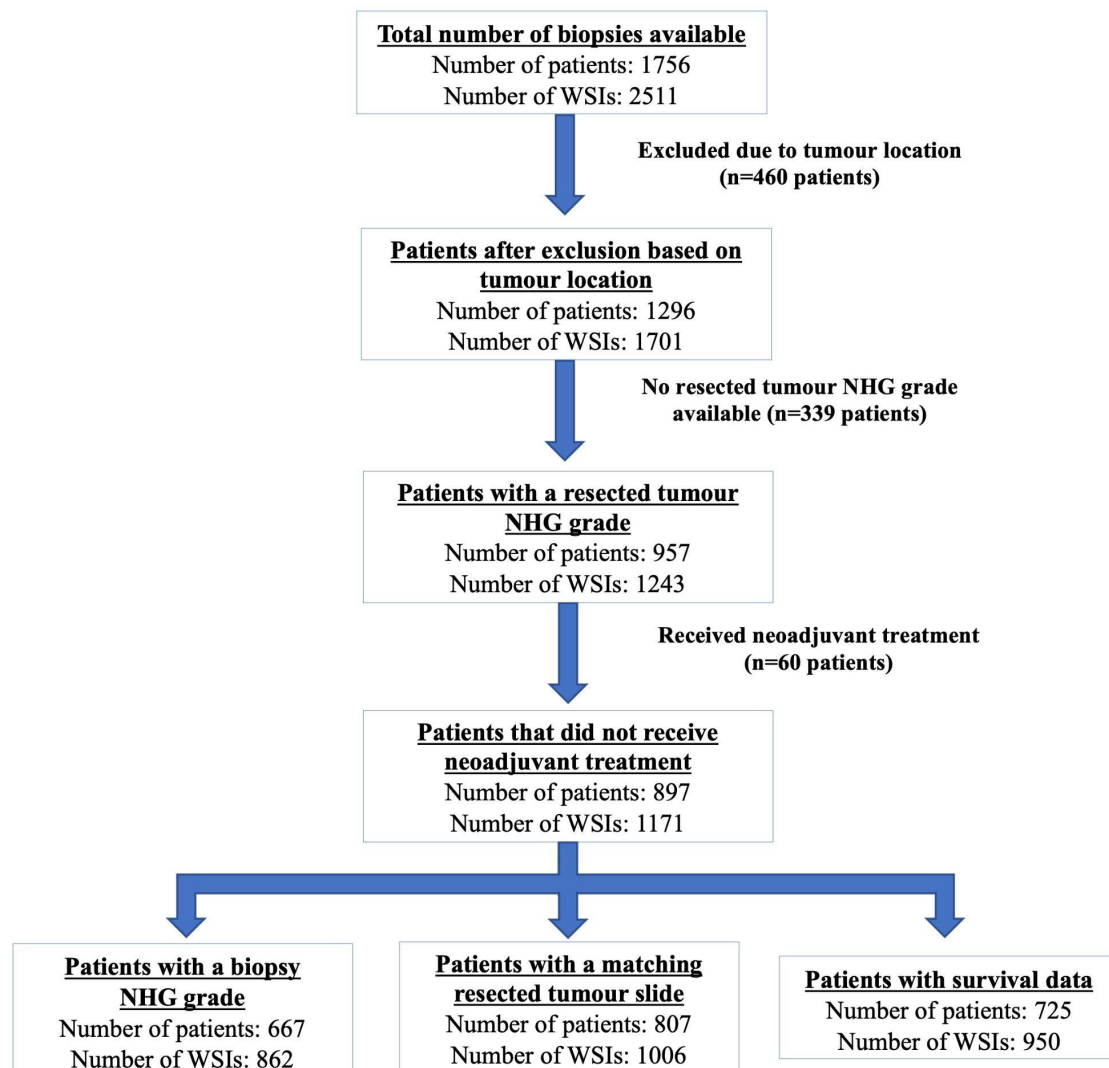 Total number of biopsies available
Number of patients: 1756
Number of WSIs: 2511
Excluded due to tumour location
(n=460 patients)
Patients after exclusion based on
tumour location
Number of patients: 1296
Number of WSIs: 1701
No resected tumour NHG grade
available (n=339 patients)
Patients with a resected tumour
NHG grade
Number of patients: 957
Number of WSIs: 1243
Received neoadjuvant treatment
(n=60 patients)
Patients that did not receive
neoadjuvant treatment
Number of patients: 897
Number of WSIs: 1171
Patients with a biopsy
NHG grade
Number of patients: 667
Number of WSIs: 862
Patients with a matching
resected tumour slide
Number of patients: 807
Number of WSIs: 1006
Patients with survival data
Number of patients: 725
Number of WSIs: 950